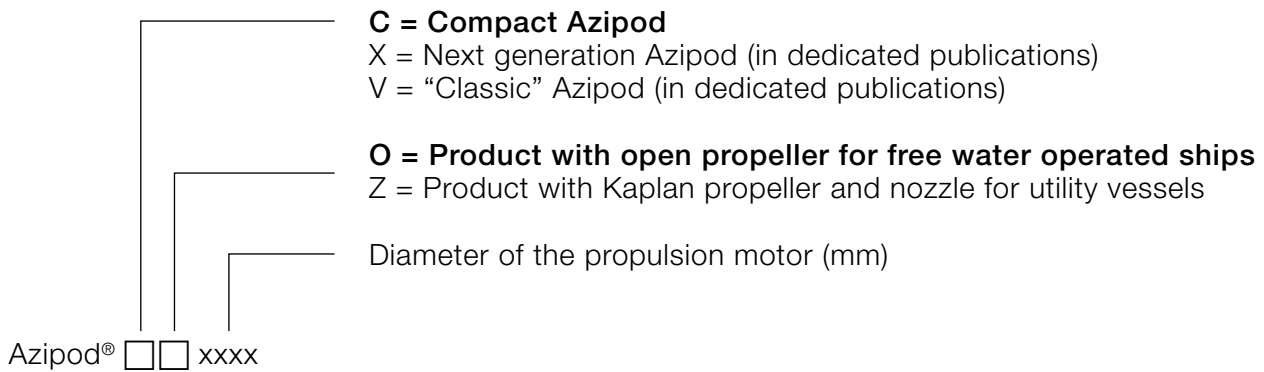 C = Compact Azipod
X = Next generation Azipod (in dedicated publications)
V = “Classic” Azipod (in dedicated publications)
O = Product with open propeller for free water operated ships
Z = Product with Kaplan propeller and nozzle for utility vessels
Diameter of the propulsion motor (mm)
Azipod® □□ xxxx